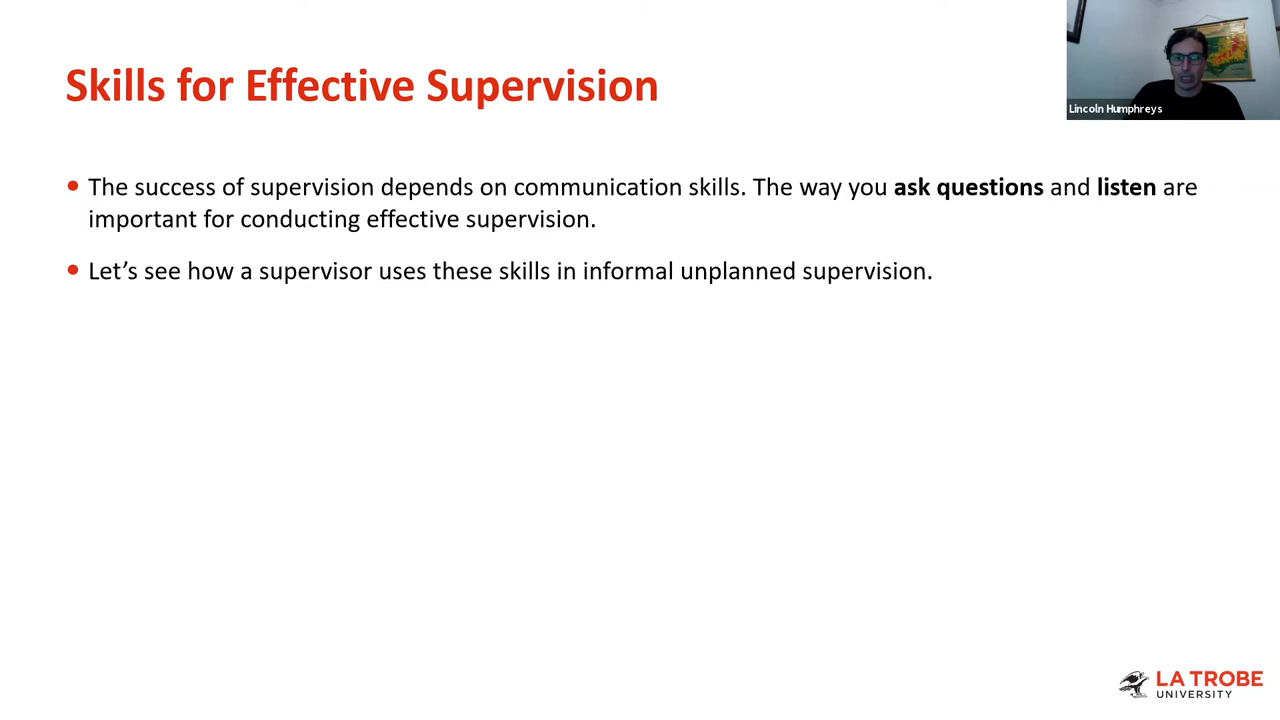 Skills for Effective Supervision
Lincoln Humphreys
• The success of supervision depends on communication skills. The way you ask questions and listen are
important for conducting effective supervision.
• Let’s see how a supervisor uses these skills in informal unplanned supervision.
LA TROBE
UNIVERSITY